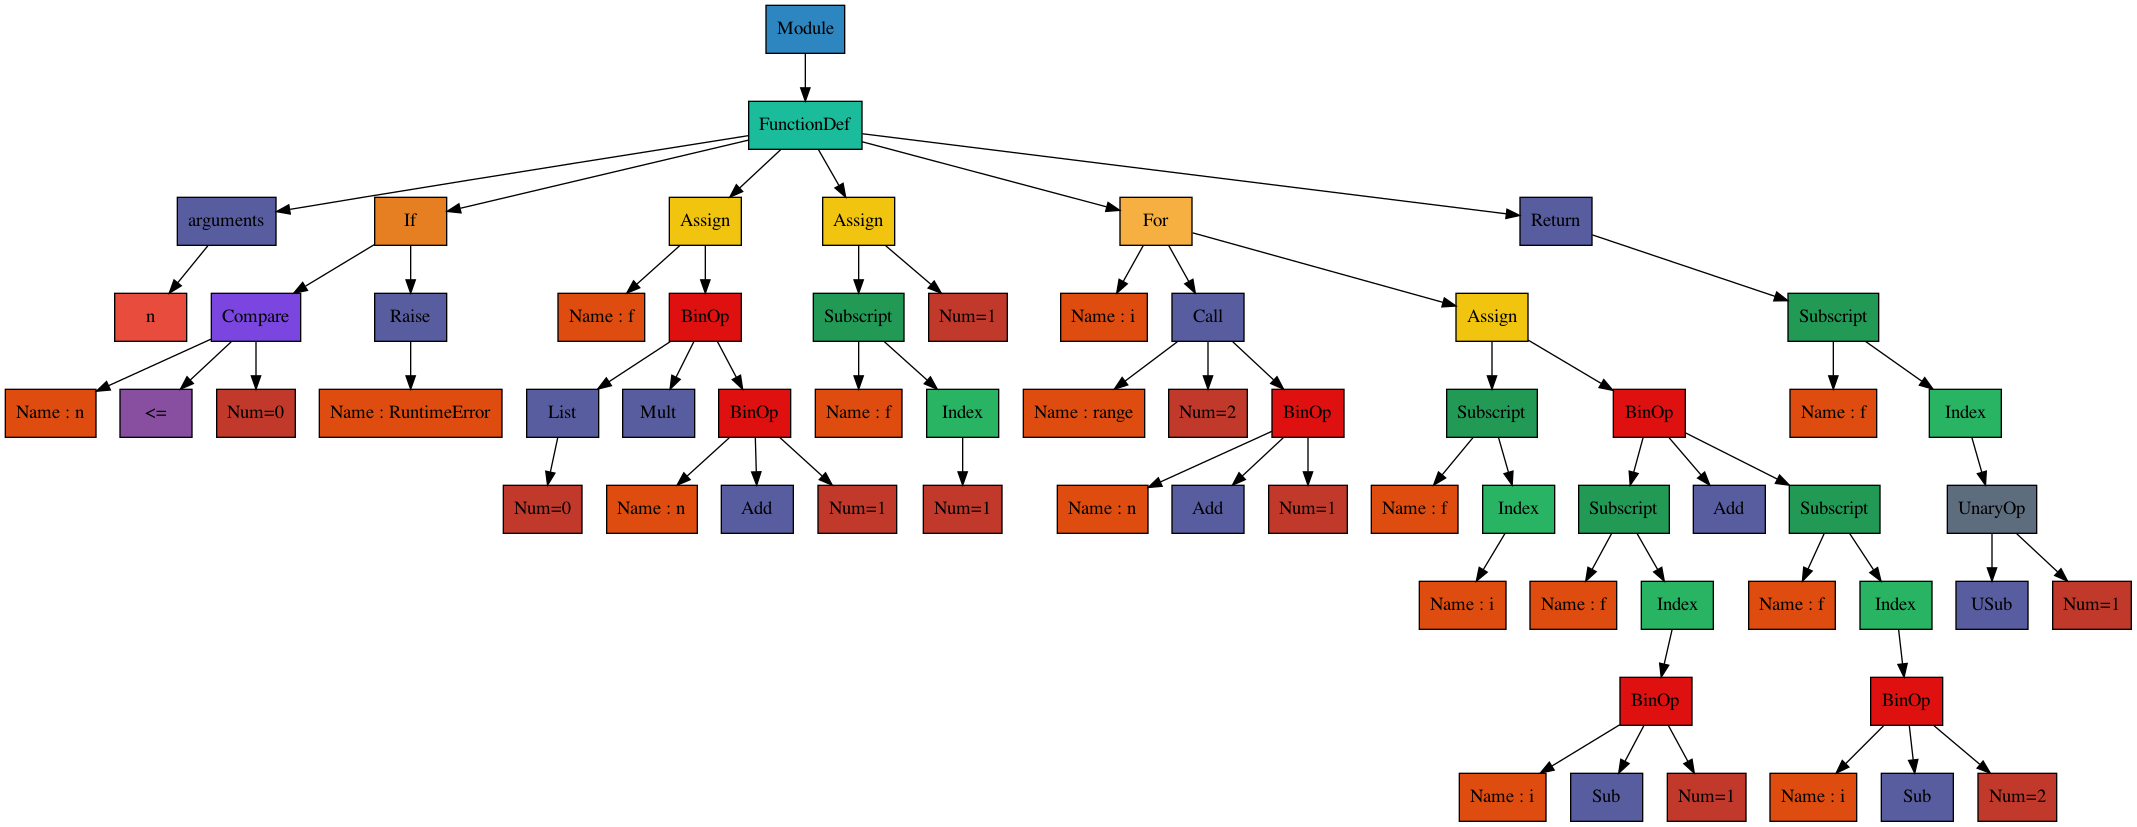 Module
FunctionDef
arguments
If
Assign
Assign
For
Return
n
Compare
Raise
Name : f
BinOp
Subscript
Num=1
Name : i
Call
Assign
Subscript
Name : n
<=
Num=0
Name : RuntimeError
List
Mult
BinOp
Name : f
Index
Name : range
Num=2
BinOp
Subscript
BinOp
Name : f
Index
Num=0
Name : n
Add
Num=1
Num=1
Name : n
Add
Num=1
Name : f
Index
Subscript
Add
Subscript
UnaryOp
Name : i
Name : f
Index
Name : f
Index
USub
Num=1
BinOp
BinOp
Name : i
Sub
Num=1
Name : i
Sub
Num=2